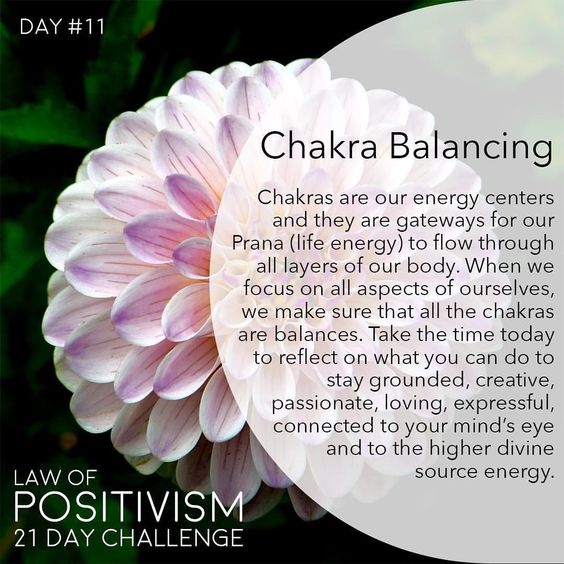 DAY #11
Chakra Balancing
Chakras are our energy centers
and they are gateways for our
Prana (life energy) to flow through
all layers of our body. When we
focus on all aspects of ourselves,
we make sure that all the chakras
are balances. Take the time today
to reflect on what you can do to
stay grounded, creative,
passionate, loving, expressful,
connected to your mind’s eye
and to the higher divine
source energy.
LAW OF
POSITIVISM
21 DAY CHALLENGE